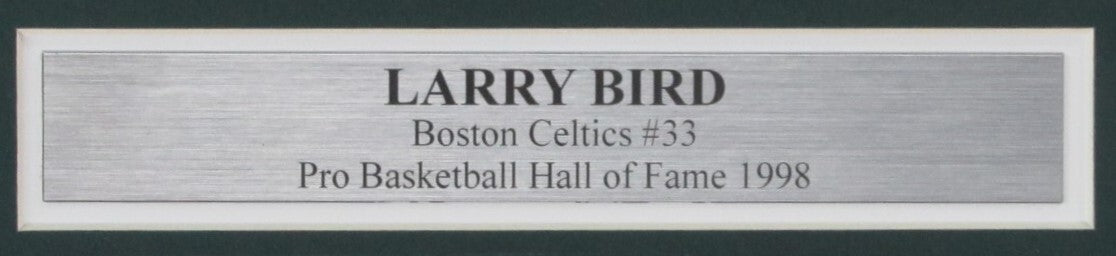 LARRY BIRD
Boston Celtics #33
Pro Basketball Hall of Fame 1998